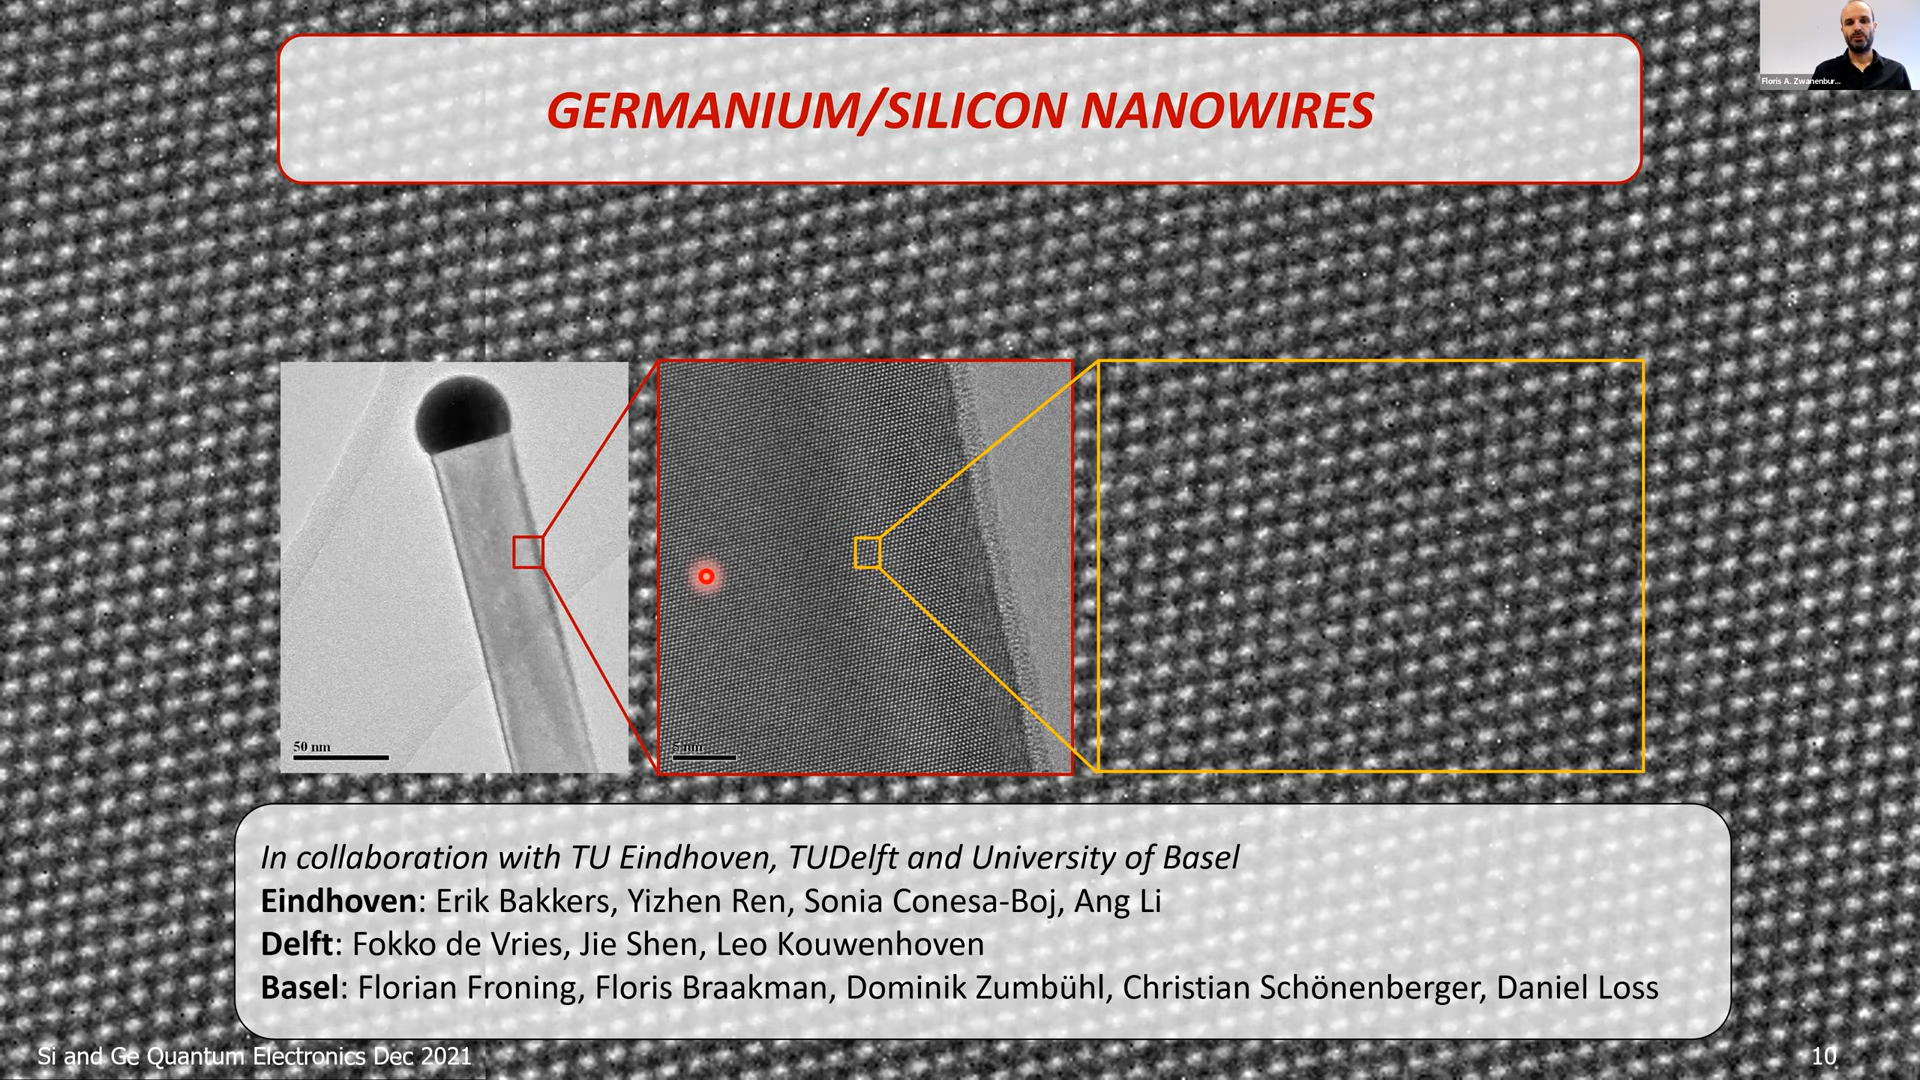 Floris A. Zwanenbur...
GERMANIUM/SILICON NANOWIRES
50 nm
5 nm
In collaboration with TU Eindhoven, TUDelft and University of Basel
Eindhoven: Erik Bakkers, Yizhen Ren, Sonia Conesa-Boj, Ang Li
Delft: Fokko de Vries, Jie Shen, Leo Kouwenhoven
Basel: Florian Froning, Floris Braakman, Dominik Zumbühl, Christian Schönenberger, Daniel Loss
Si and Ge Quantum Electronics Dec 2021
10